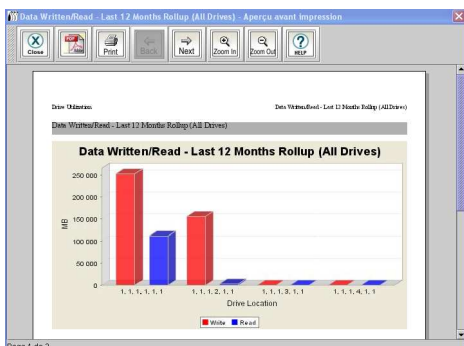 Data Written/Read - Last 12 Months Rollup (All Drives) - Aperçu avant impression
Close Print Back Next Zoom In Zoom Out HELP
Drive Utilization Data Written/Read - Last 12 Months Rollup (All Drives)
Data Written/Read - Last 12 Months Rollup (All Drives)
Data Written/Read - Last 12 Months Rollup (All Drives)
250 000
200 000
150 000
100 000
50 000
0
MB
1, 1, 1, 1, 1, 1 1, 1, 1, 2, 1, 1 1, 1, 1, 3, 1, 1 1, 1, 1, 4, 1, 1
Drive Location
Write Read
Page 1 de 2